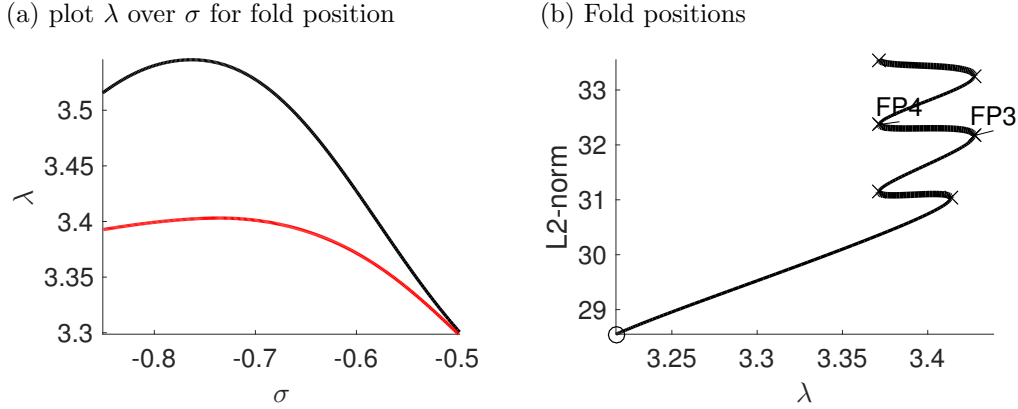 (a) plot λ over σ for fold position
3.5
3.45
3.4
3.35
3.3
λ
-0.8
-0.7
-0.6
-0.5
σ
(b) Fold positions
33
32
31
30
29
L2-norm
FP4
FP3
3.25
3.3
3.35
3.4
λ